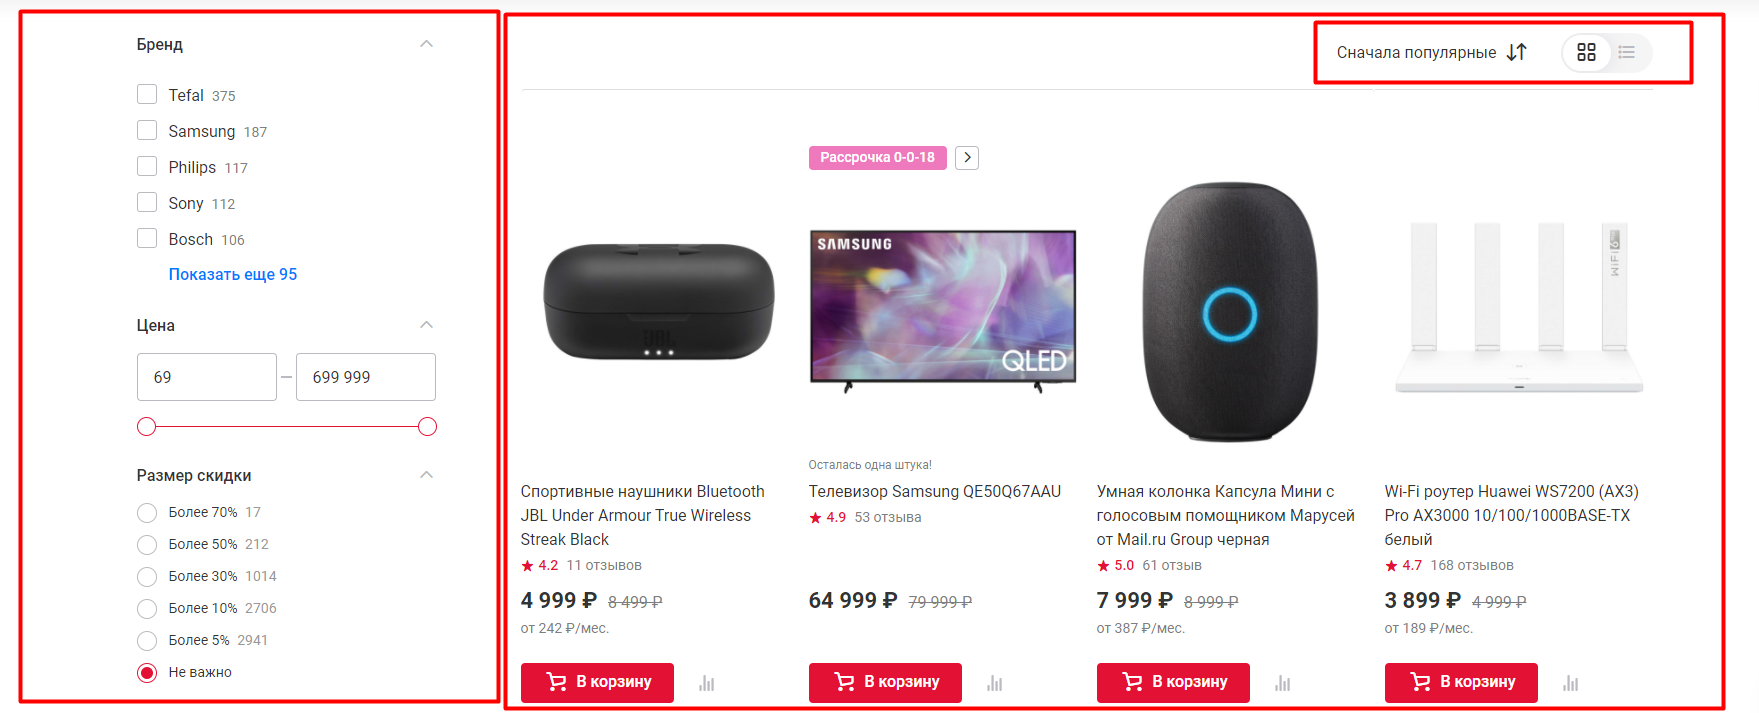 Бренд
Tefal 375
Samsung 187
Philips 117
Sony 112
Bosch 106
Показать еще 95
Цена
69 – 699 999
Размер скидки
Более 70% 17
Более 50% 212
Более 30% 1014
Более 10% 2706
Более 5% 2941
Не важно
Сначала популярные
JBL
Спортивные наушники Bluetooth
JBL Under Armour True Wireless
Streak Black
4.2 11 отзывов
4 999 ₽ 8 499 ₽
от 242 ₽/мес.
В корзину
Рассрочка 0-0-18
SAMSUNG
QLED
Осталась одна штука!
Телевизор Samsung QE50Q67AAU
4.9 53 отзыва
64 999 ₽ 79 999 ₽
В корзину
Умная колонка Капсула Мини с
голосовым помощником Марусей
от Mail.ru Group черная
5.0 61 отзыв
7 999 ₽ 8 999 ₽
от 387 ₽/мес.
В корзину
WiFi 6
Wi-Fi роутер Huawei WS7200 (AX3)
Pro AX3000 10/100/1000BASE-TX
белый
4.7 168 отзывов
3 899 ₽ 4 999 ₽
от 189 ₽/мес.
В корзину